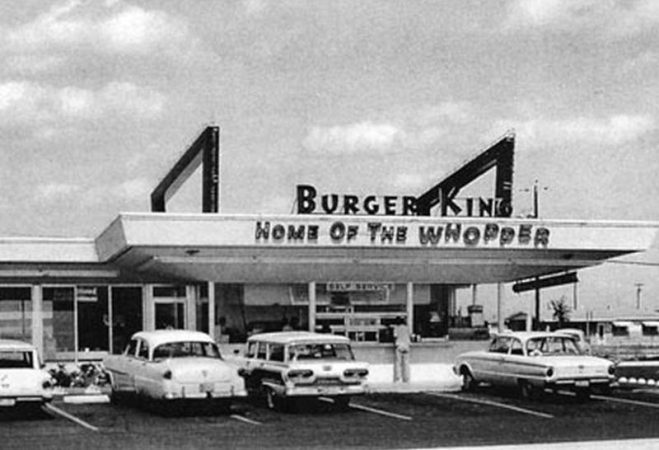 BURGER KING
HOME OF THE WHOPPER
SELF SERVICE